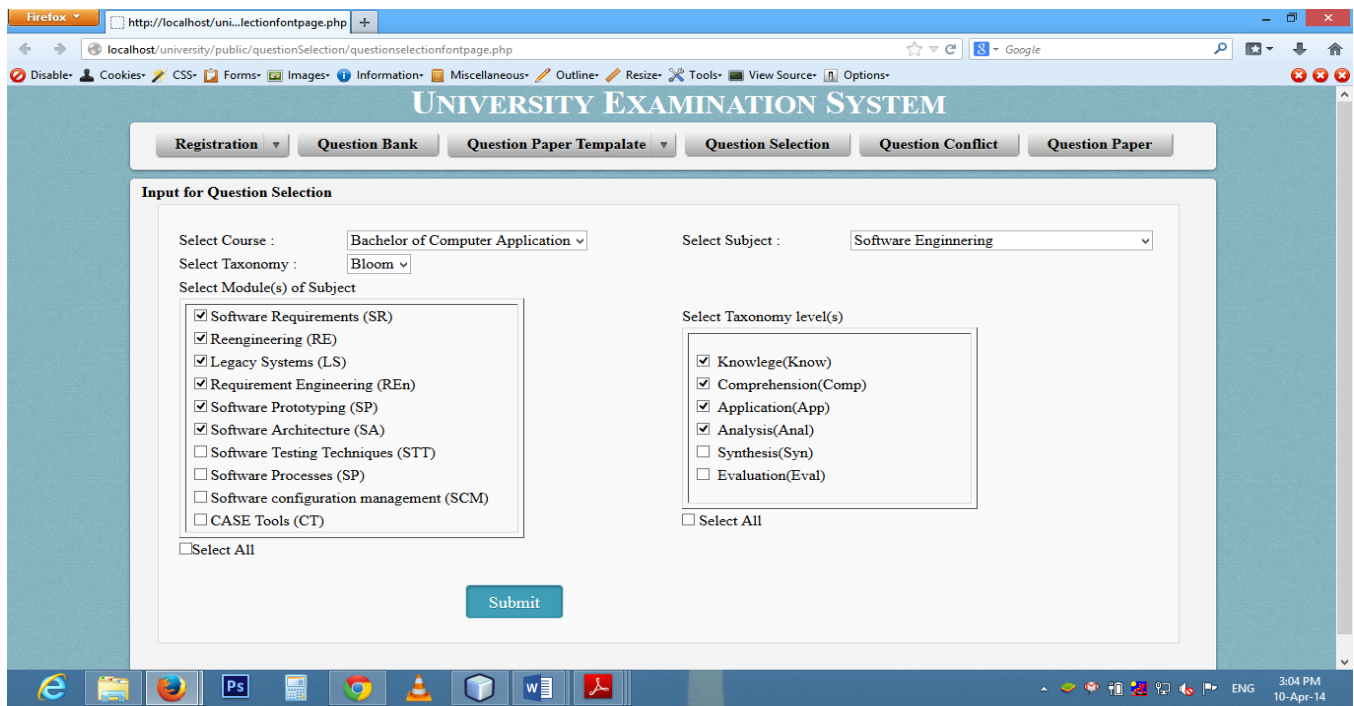 Firefox
http://localhost/uni...lectionfontpage.php
localhost/university/public/questionSelection/questionselectionfontpage.php
Google
Disable Cookies CSS Forms Images Information Miscellaneous Outline Resize Tools View Source Options
UNIVERSITY EXAMINATION SYSTEM
Registration Question Bank Question Paper Tempalate Question Selection Question Conflict Question Paper
Input for Question Selection
Select Course : Bachelor of Computer Application Select Subject : Software Enginnering
Select Taxonomy : Bloom
Select Module(s) of Subject
Software Requirements (SR)
Reengineering (RE)
Legacy Systems (LS)
Requirement Engineering (REn)
Software Prototyping (SP)
Software Architecture (SA)
Software Testing Techniques (STT)
Software Processes (SP)
Software configuration management (SCM)
CASE Tools (CT)
Select All
Select Taxonomy level(s)
Knowlege(Know)
Comprehension(Comp)
Application(App)
Analysis(Anal)
Synthesis(Syn)
Evaluation(Eval)
Select All
Submit
Ps
ENG
3:04 PM
10-Apr-14